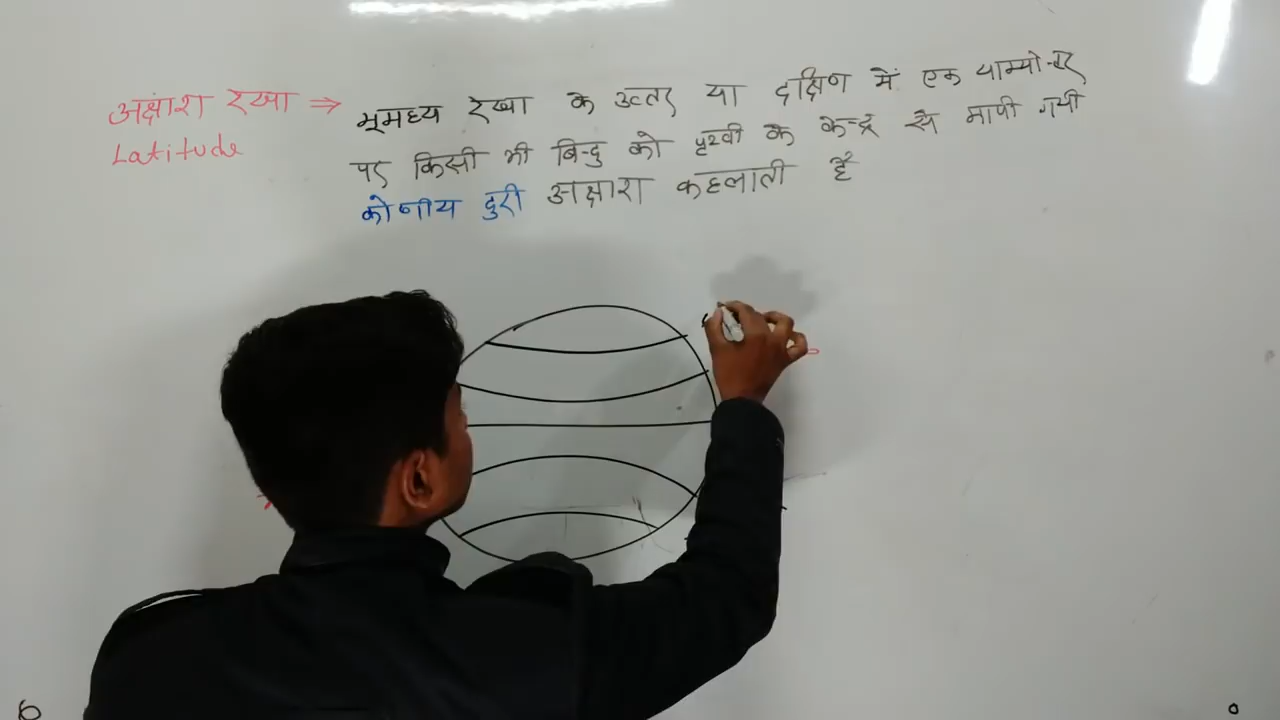 अक्षांश रेखा ⇒ भूमध्य रेखा के उत्तर या दक्षिण में एक याम्योत्तर
Latitude पर किसी भी बिन्दु को पृथ्वी के केन्द्र से मापी गयी
कोणीय दुरी अक्षारा कहलाती है